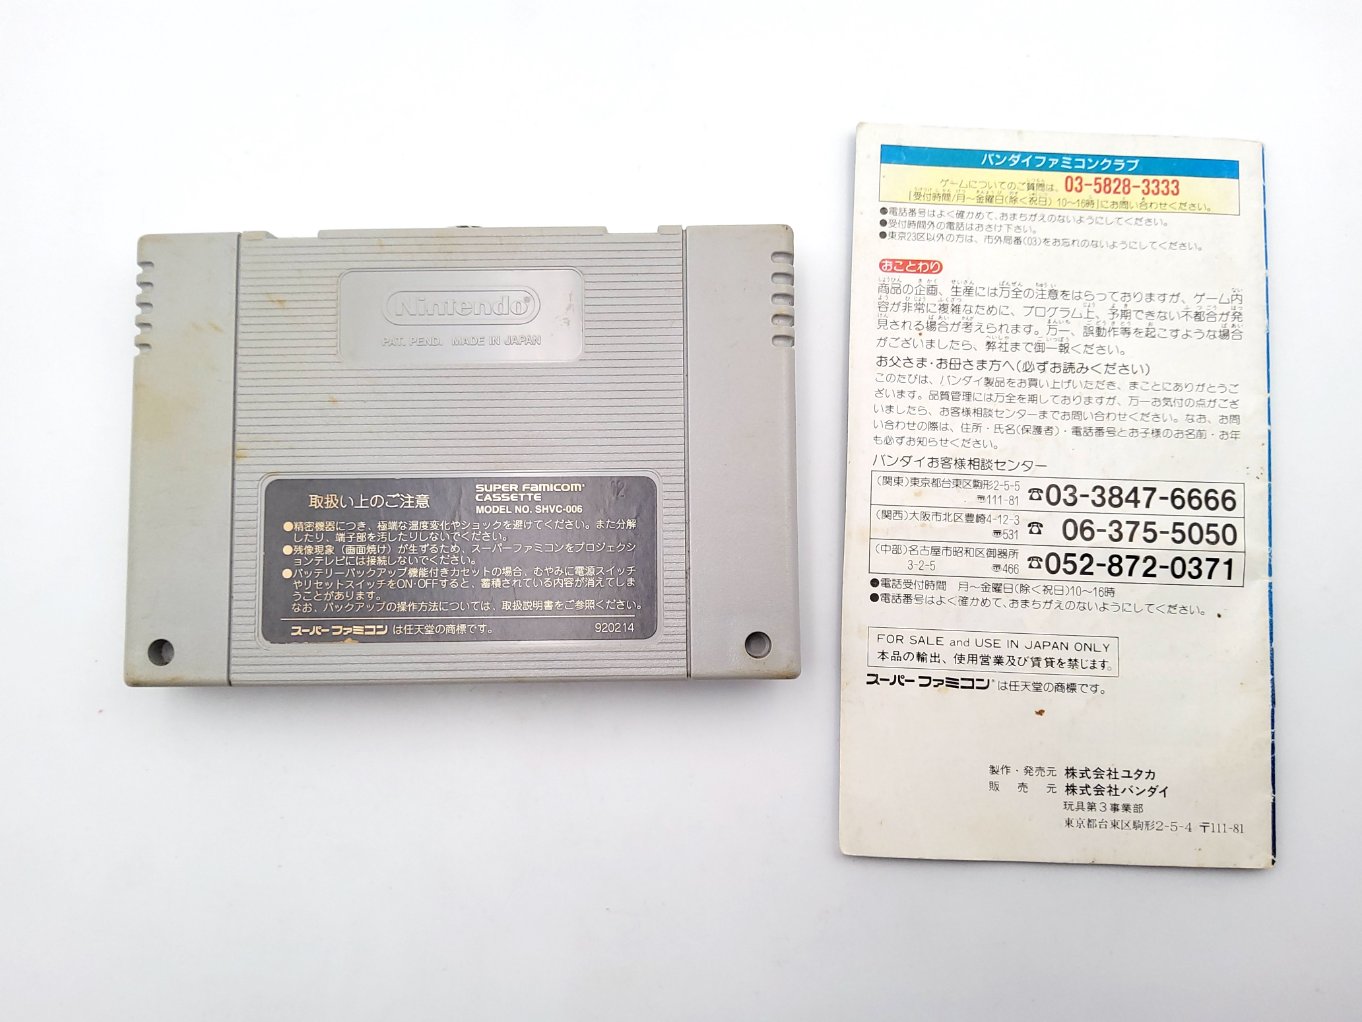 Nintendo
PAT. PEND. MADE IN JAPAN
取扱い上のご注意
SUPER FAMICOM
CASSETTE
MODEL NO. SHVC-006
12
●精密機器につき、極端な温度変化やショックを避けてください。また分解
したり、端子部を汚したりしないでください。
●残像現象（画面焼け）が生ずるため、スーパーファミコンをプロジェクシ
ョンテレビには接続しないでください。
●バッテリーバックアップ機能付きカセットの場合、むやみに電源スイッチ
やリセットスイッチをON・OFFすると、蓄積されている内容が消えてしま
うことがあります。
なお、バックアップの操作方法については、取扱説明書をご参照ください。
スーパーファミコン は任天堂の商標です。
920214
バンダイファミコンクラブ
ゲームについてのご質問は、03-5828-3333
[受付時間/月～金曜日(除く祝日) 10～16時]にお問い合わせください。
●電話番号はよく確かめて、おまちがえのないようにしてください。
●受付時間外の電話はおさけ下さい。
●東京23区以外の方は、市外局番(03)をお忘れのないようにしてください。
おことわり
商品の企画、生産には万全の注意をはらっておりますが、ゲーム内
容が非常に複雑なために、プログラム上、予期できない不都合が発
見される場合が考えられます。万一、誤動作等を起こすような場合
がございましたら、弊社まで御一報ください。
お父さま・お母さま方へ(必ずお読みください)
このたびは、バンダイ製品をお買い上げいただき、まことにありがとうご
ざいます。品質管理には万全を期しておりますが、万一お気付の点がござ
いましたら、お客様相談センターまでお問い合わせください。なお、お問
い合わせの際は、住所・氏名(保護者)・電話番号とお子様のお名前・お年
も必ずお知らせください。
バンダイお客様相談センター
(関東)東京都台東区駒形2-5-5
〠111-81 ☎03-3847-6666
(関西)大阪市北区豊崎4-12-3
〠531 ☎ 06-375-5050
(中部)名古屋市昭和区御器所
3-2-5 〠466 ☎052-872-0371
●電話受付時間 月～金曜日(除く祝日)10～16時
●電話番号はよく確かめて、おまちがえのないようにしてください。
FOR SALE and USE IN JAPAN ONLY
本品の輸出、使用営業及び賃貸を禁じます。
スーパーファミコン は任天堂の商標です。
製作・発売元 株式会社ユタカ
販 売 元 株式会社バンダイ
玩具第3事業部
東京都台東区駒形2-5-4 〒111-81